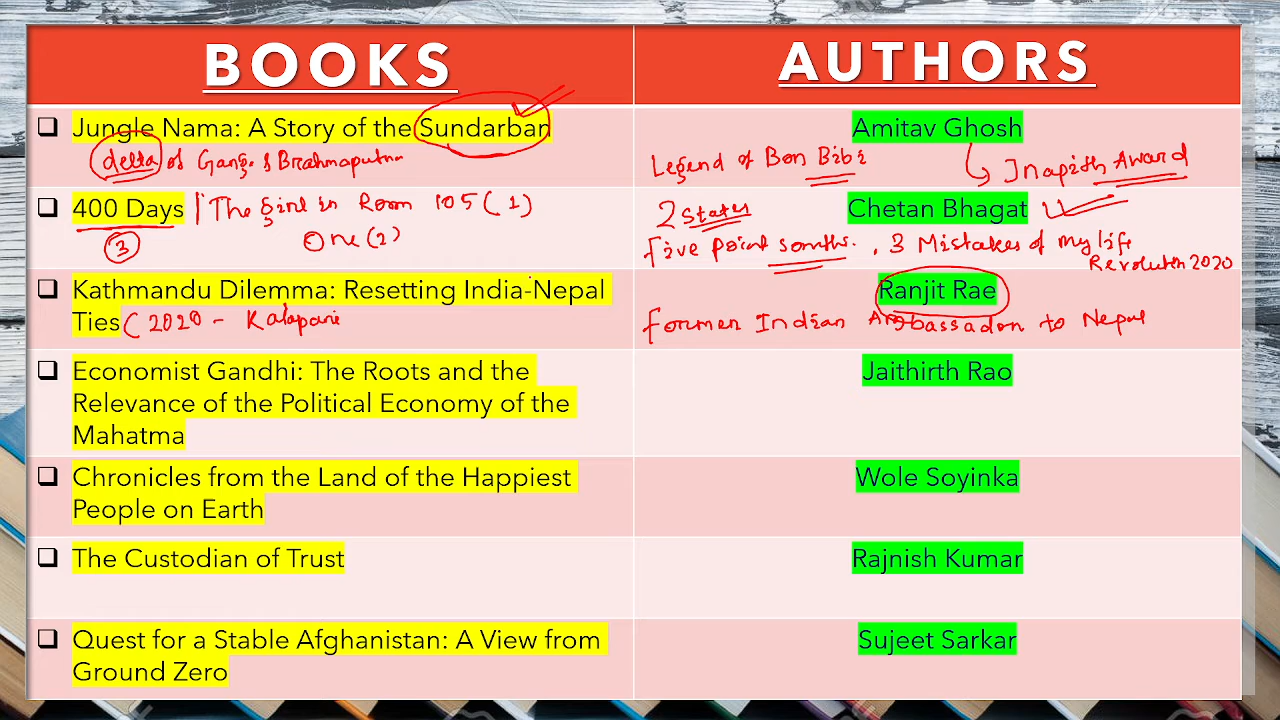 BOOKS
AUTHORS
❑ Jungle Nama: A Story of the Sundarban
Amitav Ghosh
delta of Ganga & Brahmaputra
Legend of Bon Bibi
Award
❑ 400 Days
The Girl in Room 105 (1)
2 States
Chetan Bhagat
3
One (2)
Five point
3 Mistakes of My life
Revolution 2020
❑ Kathmandu Dilemma: Resetting India-Nepal
Ties
Ranjit Rae
(2020 -
Former Indian Ambassador to Nepal
❑ Economist Gandhi: The Roots and the
Relevance of the Political Economy of the
Mahatma
Jaithirth Rao
❑ Chronicles from the Land of the Happiest
People on Earth
Wole Soyinka
❑ The Custodian of Trust
Rajnish Kumar
❑ Quest for a Stable Afghanistan: A View from
Ground Zero
Sujeet Sarkar